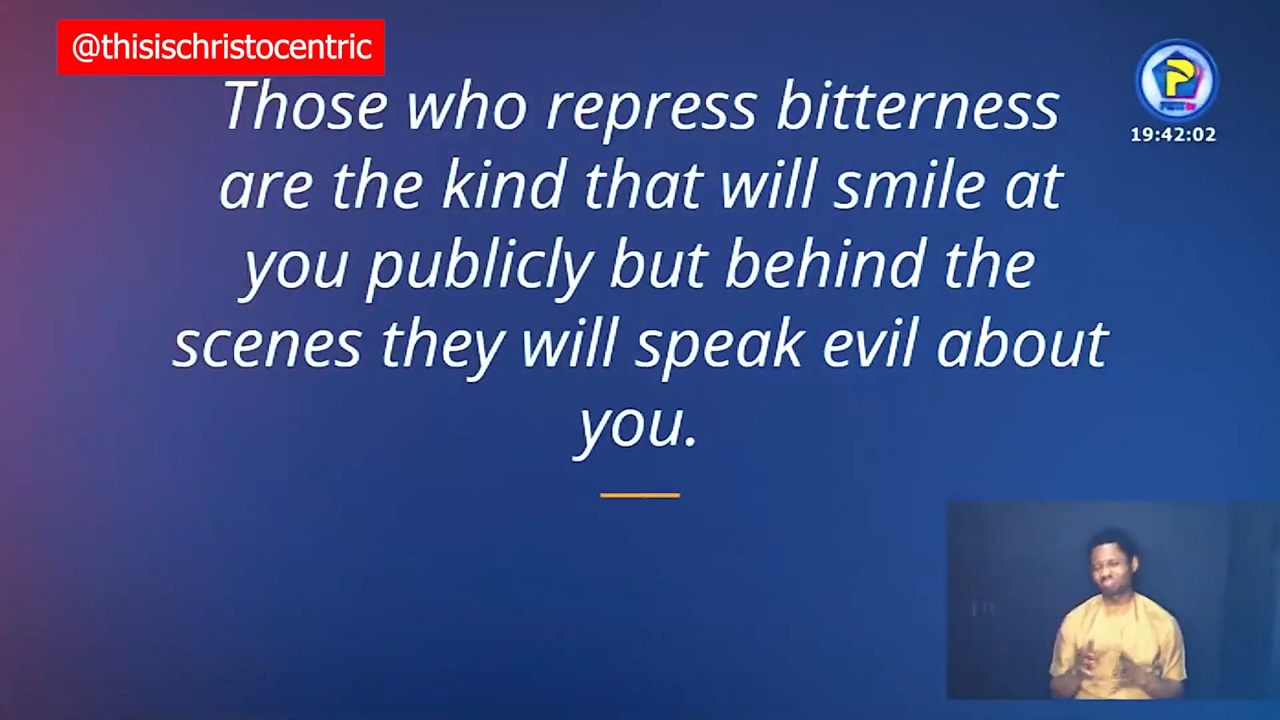 @thisischristocentric
Those who repress bitterness
are the kind that will smile at
you publicly but behind the
scenes they will speak evil about
you.
19:42:02